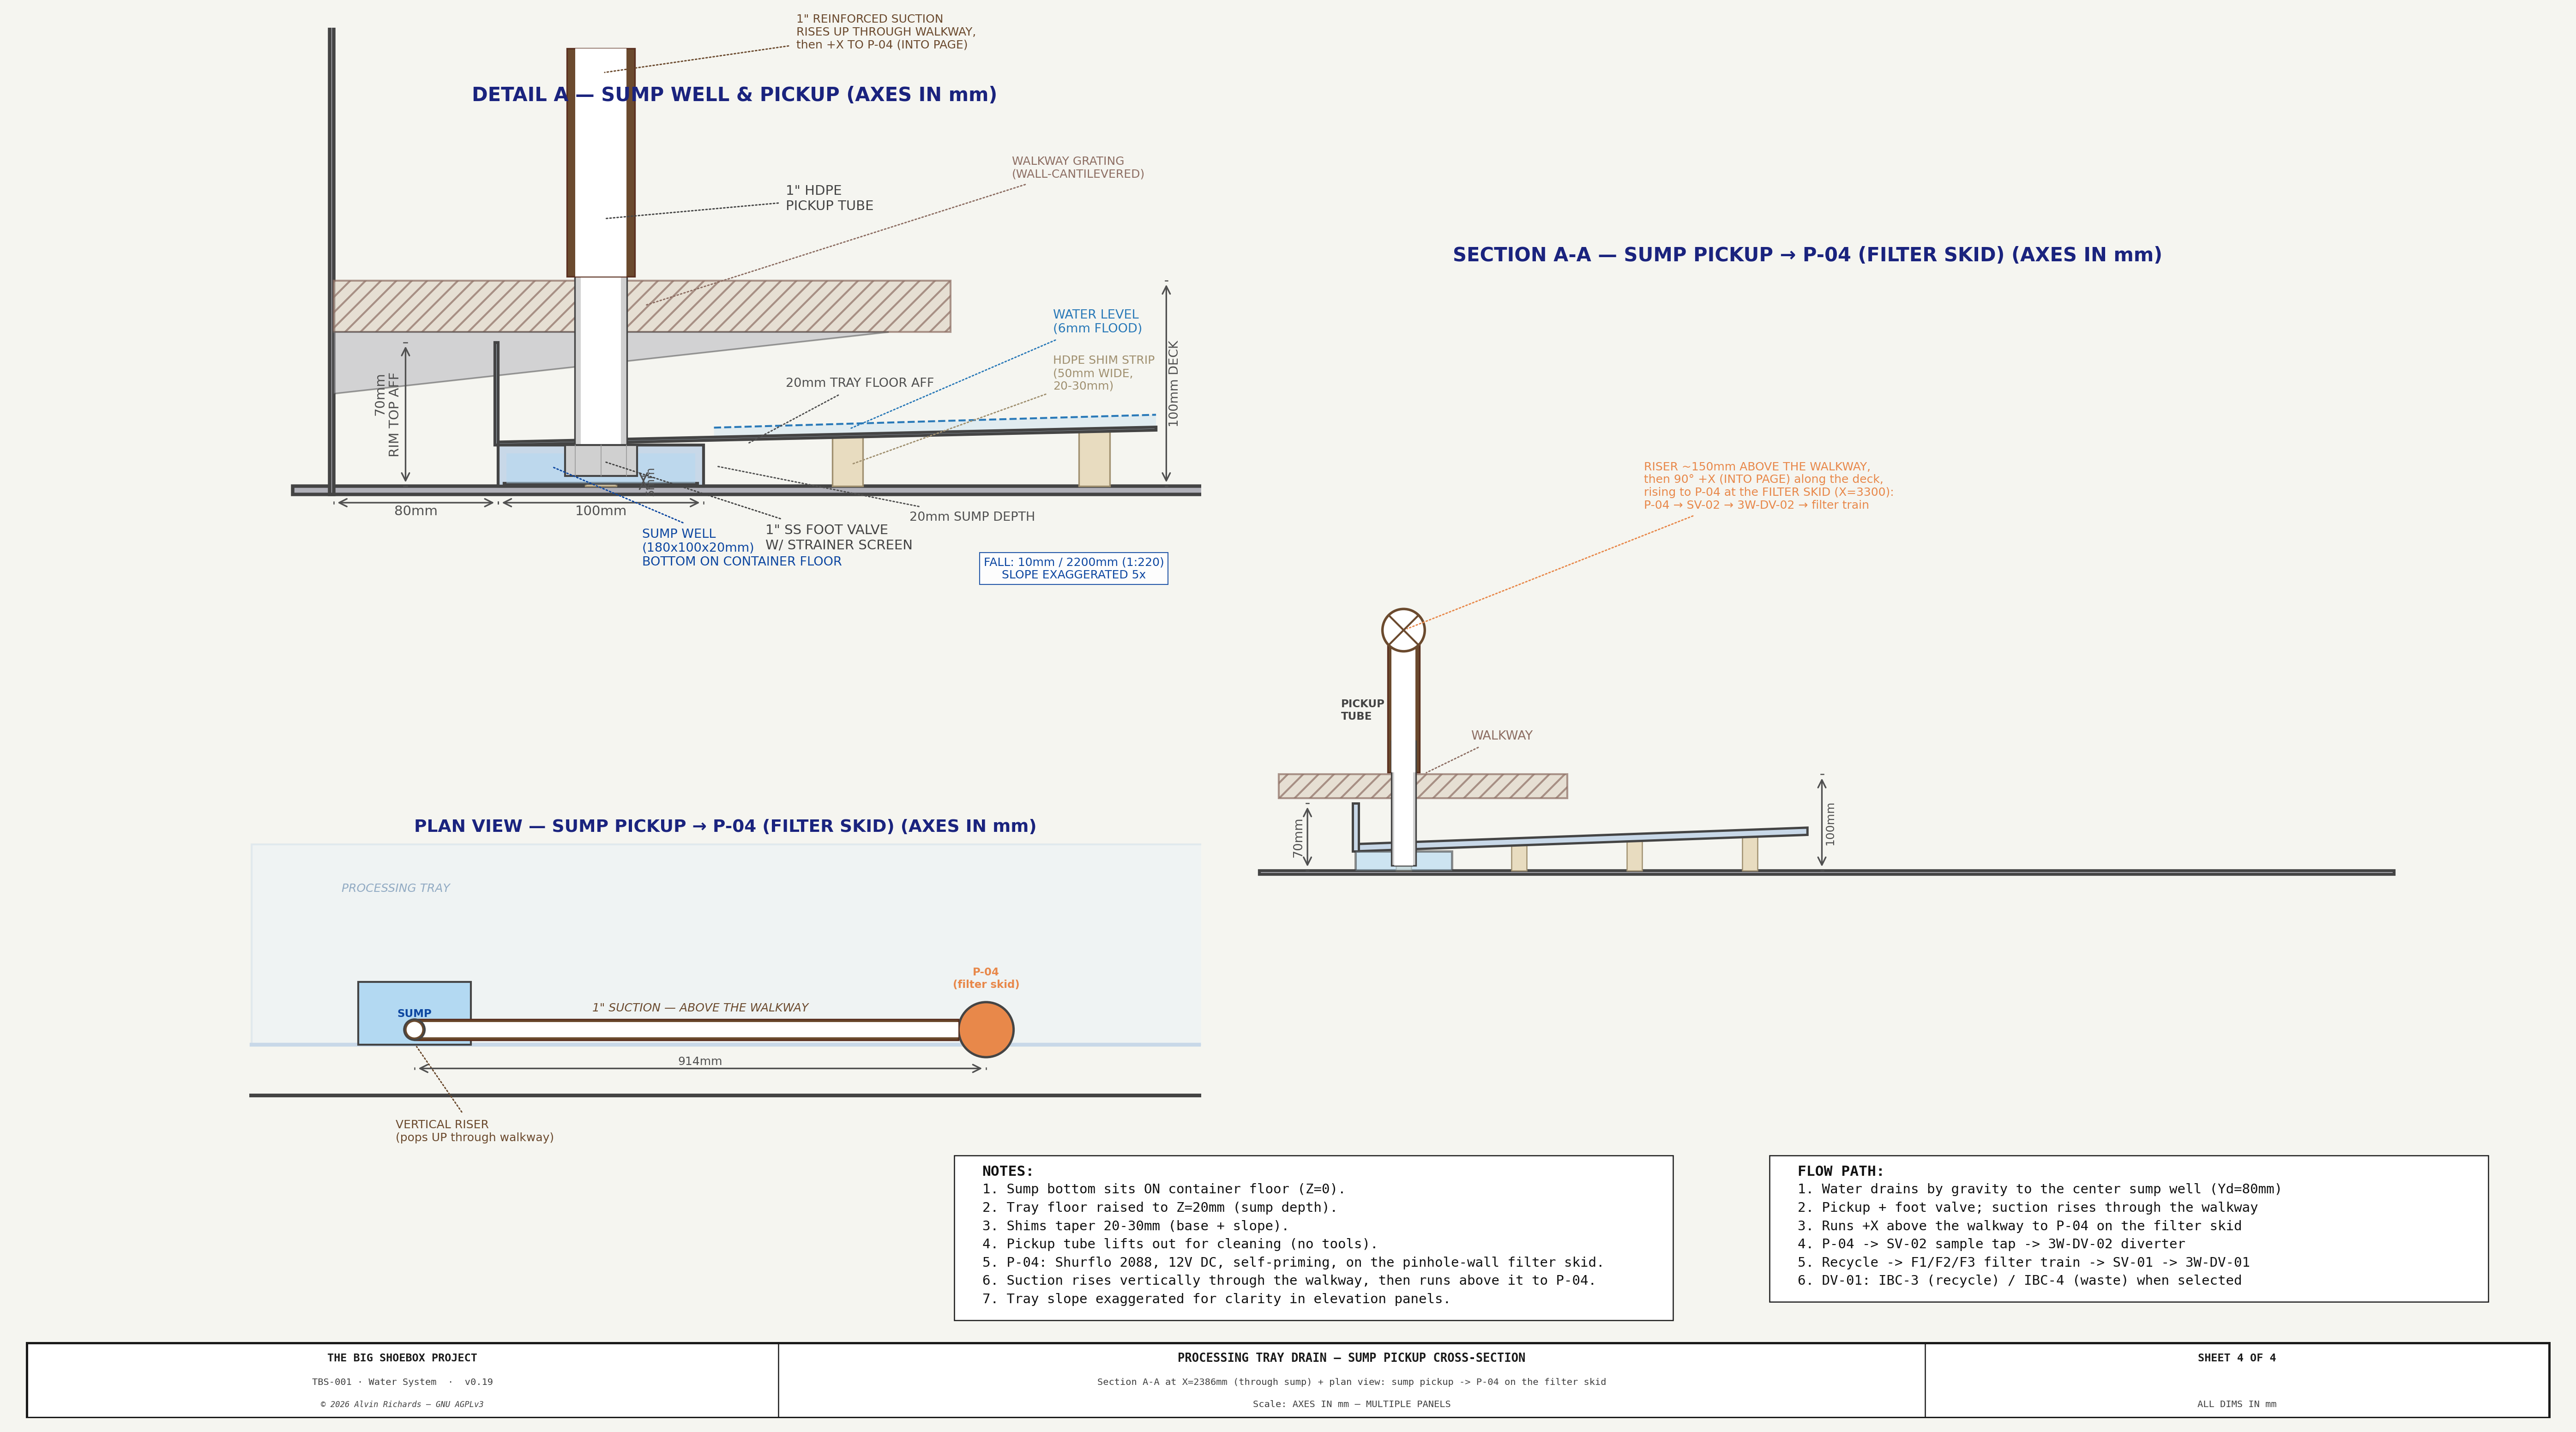 1" REINFORCED SUCTION
RISES UP THROUGH WALKWAY,
then +X TO P-04 (INTO PAGE)
DETAIL A — SUMP WELL & PICKUP (AXES IN mm)
WALKWAY GRATING
(WALL-CANTILEVERED)
1" HDPE
PICKUP TUBE
WATER LEVEL
(6mm FLOOD)
HDPE SHIM STRIP
(50mm WIDE,
20-30mm)
20mm TRAY FLOOR AFF
100mm DECK
70mm
RIM TOP AFF
80mm
100mm
20mm SUMP DEPTH
1" SS FOOT VALVE
W/ STRAINER SCREEN
SUMP WELL
(180x100x20mm)
BOTTOM ON CONTAINER FLOOR
FALL: 10mm / 2200mm (1:220)
SLOPE EXAGGERATED 5x
SECTION A-A — SUMP PICKUP → P-04 (FILTER SKID) (AXES IN mm)
RISER ~150mm ABOVE THE WALKWAY,
then 90° +X (INTO PAGE) along the deck,
rising to P-04 at the FILTER SKID (X=3300):
P-04 → SV-02 → 3W-DV-02 → filter train
PICKUP
TUBE
WALKWAY
70mm
100mm
PLAN VIEW — SUMP PICKUP → P-04 (FILTER SKID) (AXES IN mm)
PROCESSING TRAY
P-04
(filter skid)
1" SUCTION — ABOVE THE WALKWAY
SUMP
914mm
VERTICAL RISER
(pops UP through walkway)
NOTES:
1. Sump bottom sits ON container floor (Z=0).
2. Tray floor raised to Z=20mm (sump depth).
3. Shims taper 20-30mm (base + slope).
4. Pickup tube lifts out for cleaning (no tools).
5. P-04: Shurflo 2088, 12V DC, self-priming, on the pinhole-wall filter skid.
6. Suction rises vertically through the walkway, then runs above it to P-04.
7. Tray slope exaggerated for clarity in elevation panels.
FLOW PATH:
1. Water drains by gravity to the center sump well (Yd=80mm)
2. Pickup + foot valve; suction rises through the walkway
3. Runs +X above the walkway to P-04 on the filter skid
4. P-04 -> SV-02 sample tap -> 3W-DV-02 diverter
5. Recycle -> F1/F2/F3 filter train -> SV-01 -> 3W-DV-01
6. DV-01: IBC-3 (recycle) / IBC-4 (waste) when selected
THE BIG SHOEBOX PROJECT
TBS-001 · Water System · v0.19
© 2026 Alvin Richards — GNU AGPLv3
PROCESSING TRAY DRAIN — SUMP PICKUP CROSS-SECTION
Section A-A at X=2386mm (through sump) + plan view: sump pickup -> P-04 on the filter skid
Scale: AXES IN mm — MULTIPLE PANELS
SHEET 4 OF 4
ALL DIMS IN mm